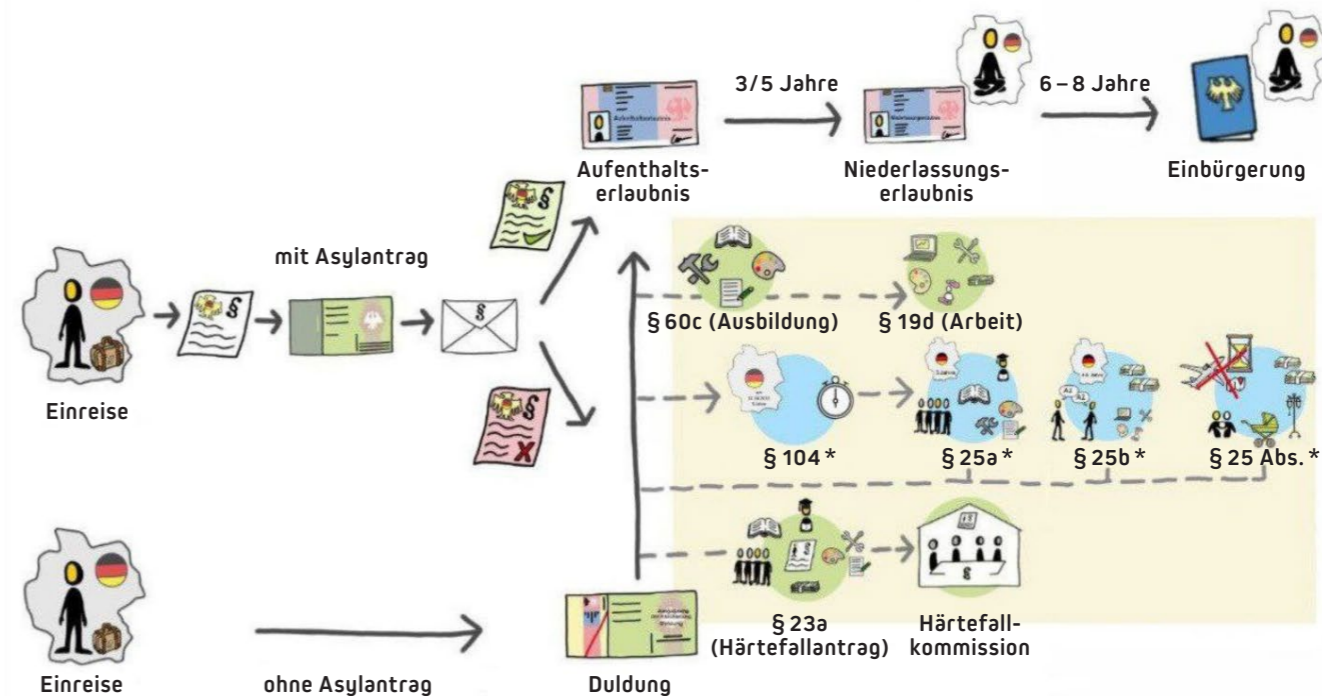 3/5 Jahre
6 – 8 Jahre
Aufenthaltserlaubnis
Aufenthalts-
erlaubnis
Niederlassungs-
erlaubnis
Einbürgerung
mit Asylantrag
§
§
§
§
Einreise
§ 60c (Ausbildung)
§ 19d (Arbeit)
§ 104 *
§ 25a *
§ 25b *
§ 25 Abs. *
§
§ 23a
(Härtefallantrag)
Härtefall-
kommission
Einreise
ohne Asylantrag
Duldung